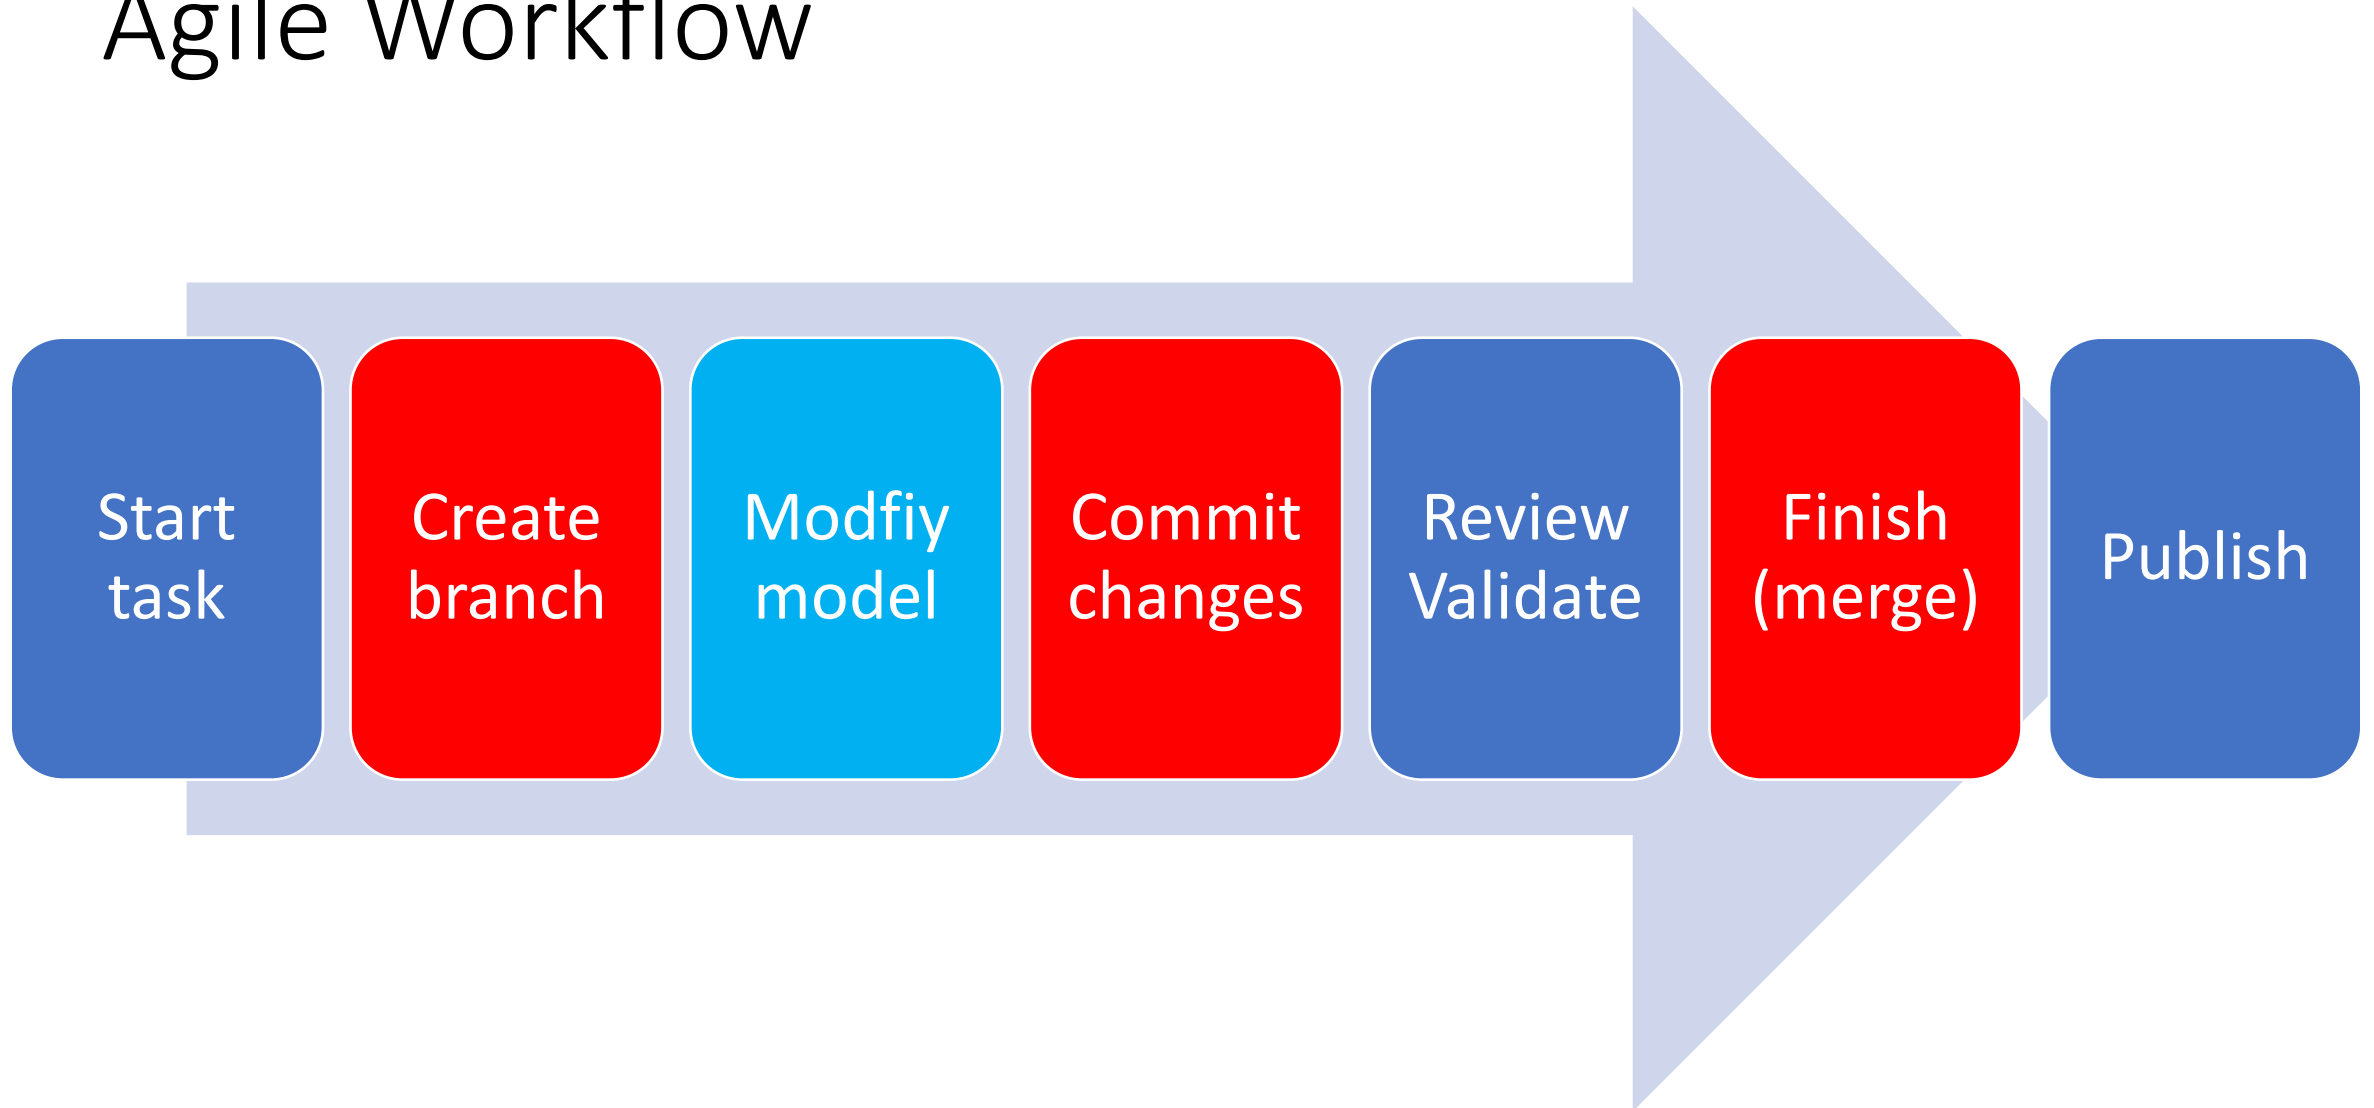 Agile Workflow
Start
task
Create
branch
Modfiy
model
Commit
changes
Review
Validate
Finish
(merge)
Publish